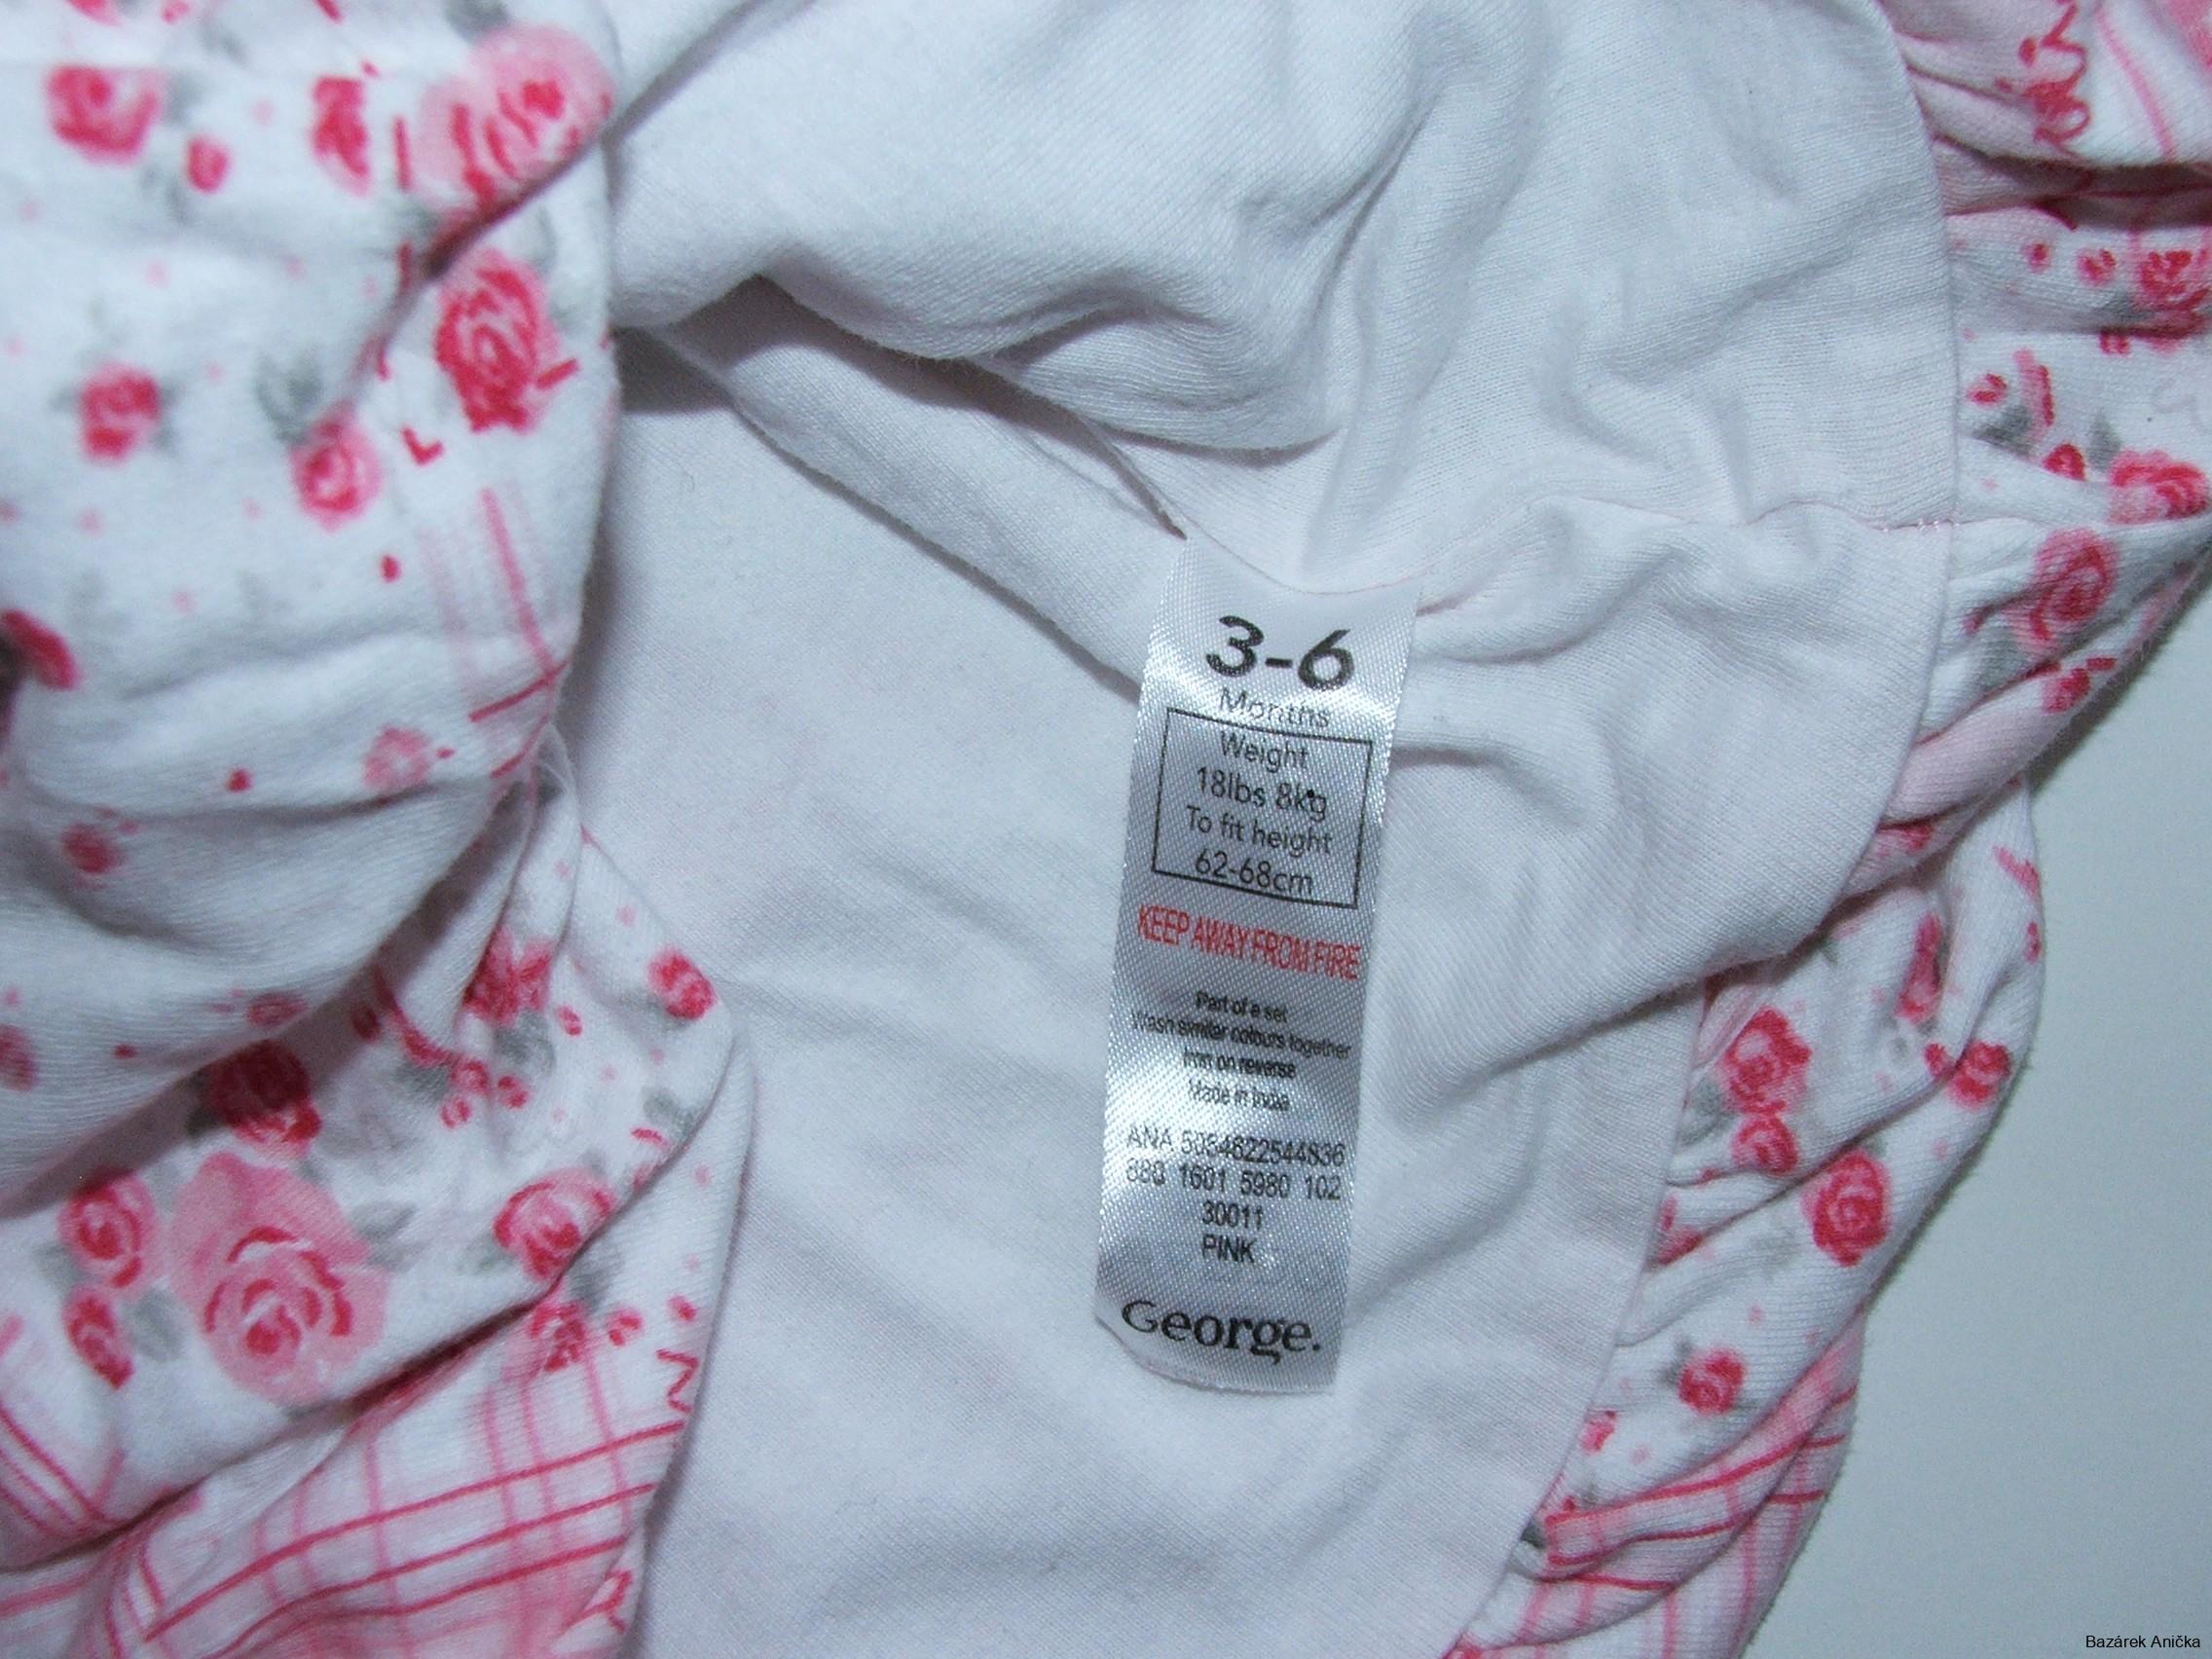 3-6
Months
Weight
18lbs 8kg
To fit height
62-68cm
KEEP AWAY FROM FIRE
Part of a set
Wash similar colours together
Iron on reverse
Made in India
ANA 5034622544836
888 1601 5980 102
30011
PINK
George.
Bazárek Anička